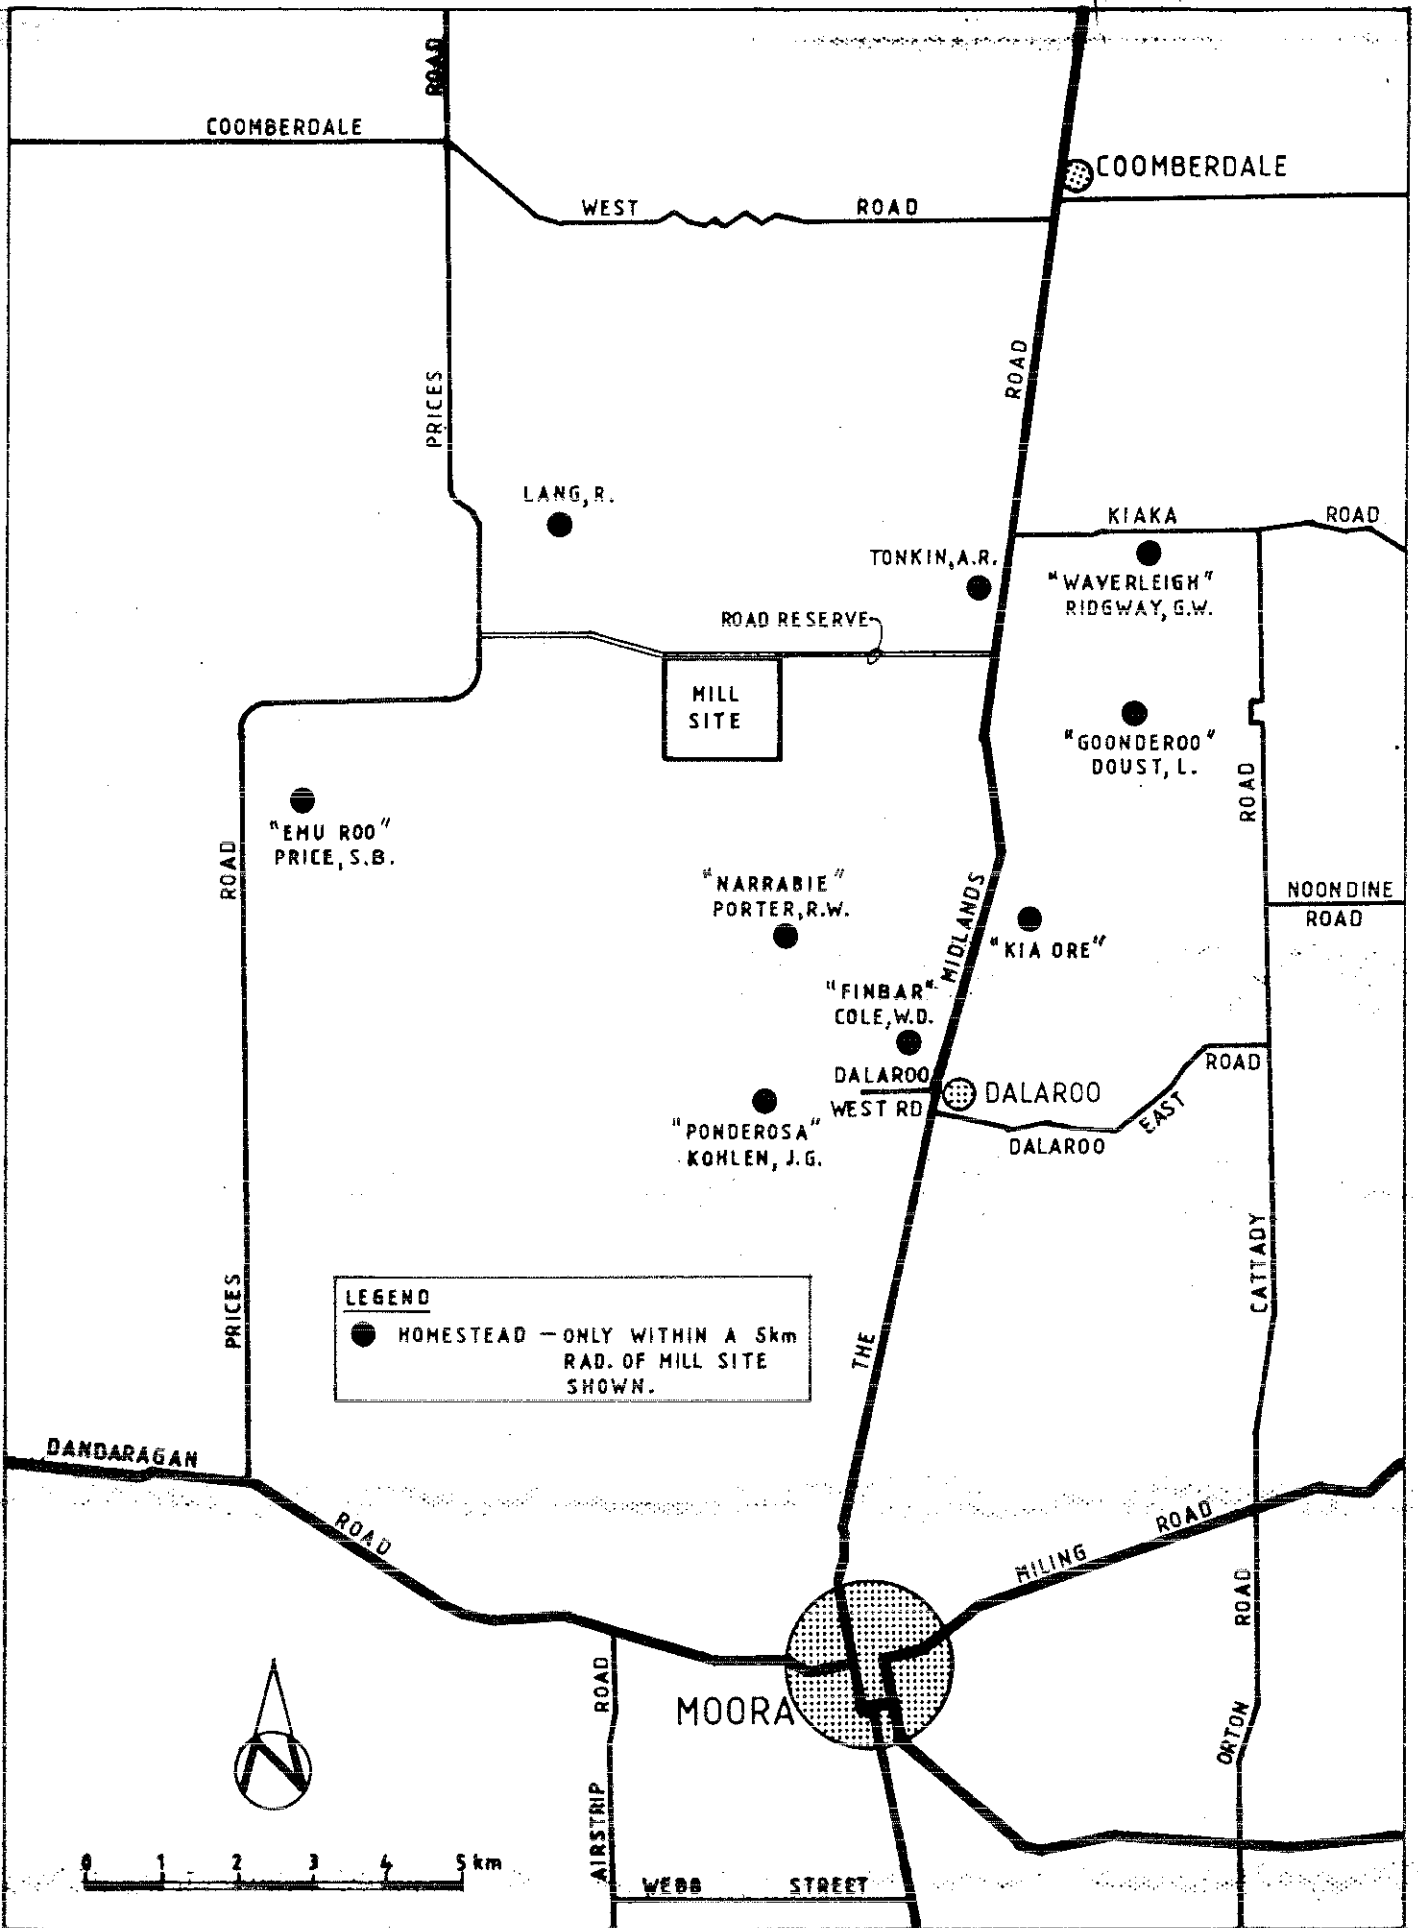 ROAD
COOMBERDALE
COOMBERDALE
WEST ROAD
ROAD
PRICES
LANG, R.
KIAKA ROAD
TONKIN, A.R.
"WAVERLEIGH"
RIDGWAY, G.W.
ROAD RESERVE
MILL
SITE
"GOONDEROO"
DOUST, L.
ROAD
"EMU ROO"
PRICE, S.B.
ROAD
"NARRABIE"
PORTER, R.W.
MIDLANDS
NOONDINE
ROAD
"KIA ORE"
"FINBAR"
COLE, W.D.
DALAROO
WEST RD
DALAROO
ROAD
EAST
DALAROO
"PONDEROSA"
KOHLEN, J.G.
CATTADY
PRICES
LEGEND
HOMESTEAD — ONLY WITHIN A 5km
RAD. OF MILL SITE
SHOWN.
THE
DANDARAGAN
ROAD
ROAD
MILING
ROAD
ROAD
MOORA
ORTON
N
AIRSTRIP
0 1 2 3 4 5 km
WEBB STREET